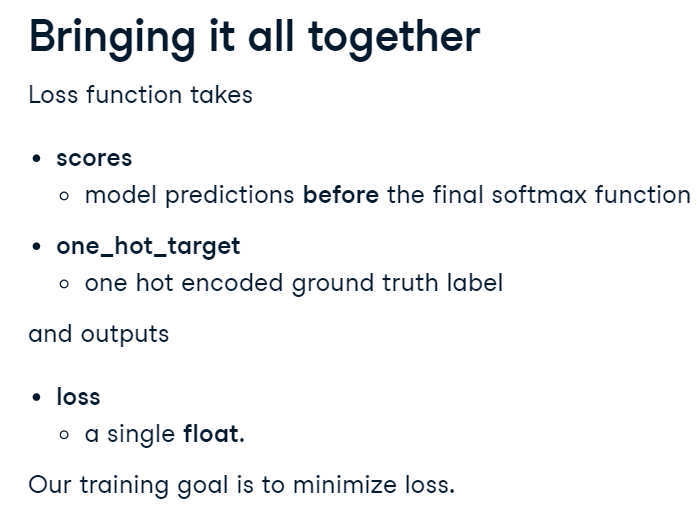 Bringing it all together
Loss function takes
• scores
◦ model predictions before the final softmax function
• one_hot_target
◦ one hot encoded ground truth label
and outputs
• loss
◦ a single float.
Our training goal is to minimize loss.